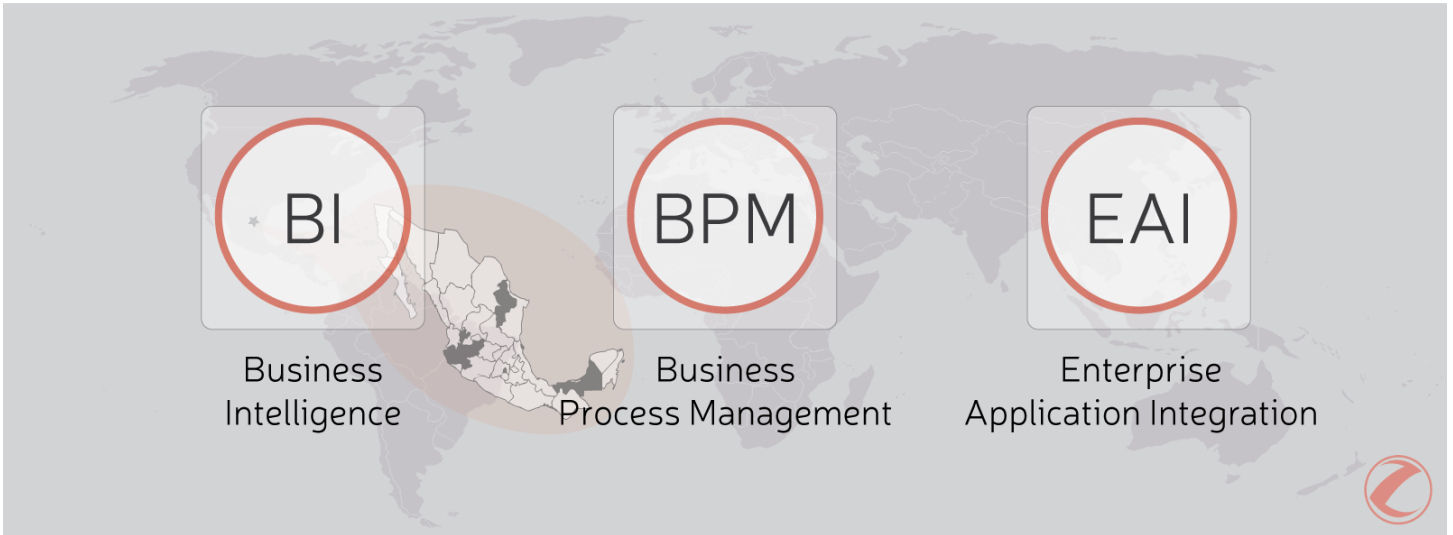 BI
Business
Intelligence
BPM
Business
Process Management
EAI
Enterprise
Application Integration